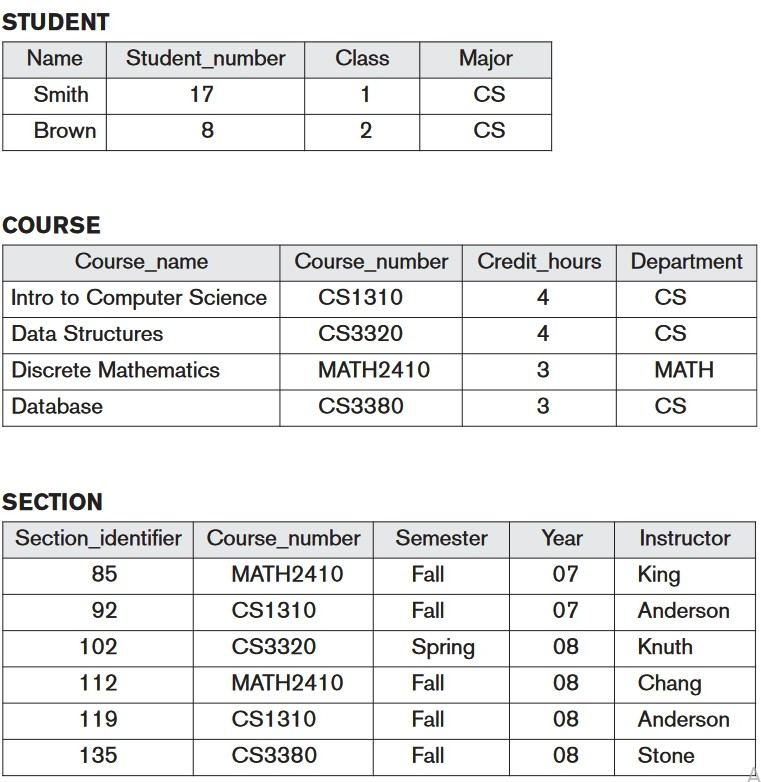 STUDENT
Name Student_number Class Major
Smith 17 1 CS
Brown 8 2 CS
COURSE
Course_name Course_number Credit_hours Department
Intro to Computer Science CS1310 4 CS
Data Structures CS3320 4 CS
Discrete Mathematics MATH2410 3 MATH
Database CS3380 3 CS
SECTION
Section_identifier Course_number Semester Year Instructor
85 MATH2410 Fall 07 King
92 CS1310 Fall 07 Anderson
102 CS3320 Spring 08 Knuth
112 MATH2410 Fall 08 Chang
119 CS1310 Fall 08 Anderson
135 CS3380 Fall 08 Stone
A